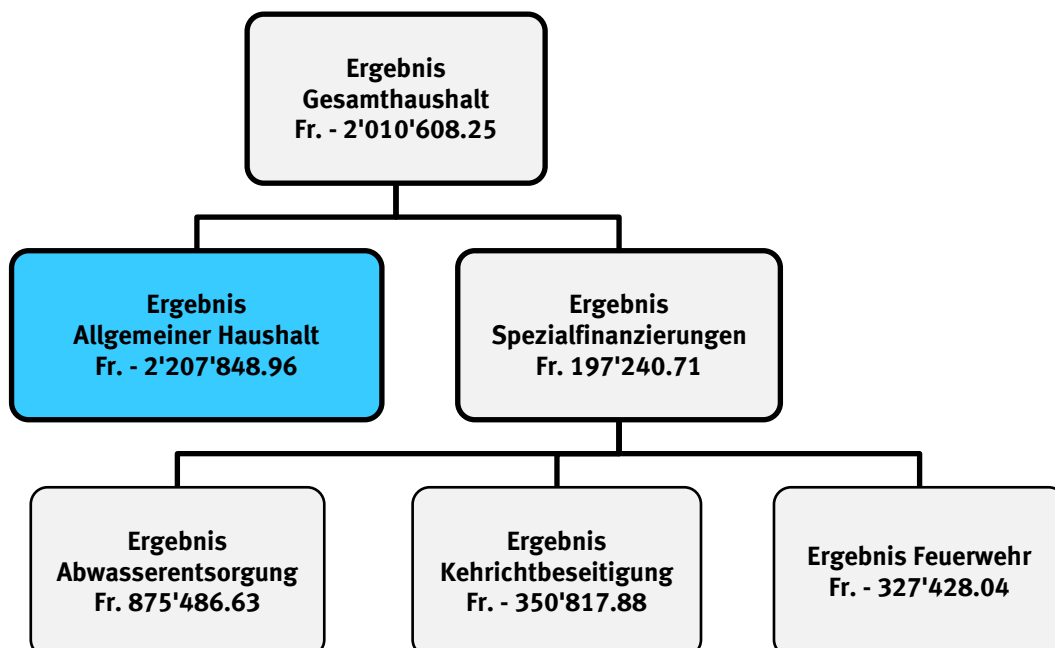 Ergebnis
Gesamthaushalt
Fr. - 2'010'608.25
Ergebnis
Allgemeiner Haushalt
Fr. - 2'207'848.96
Ergebnis
Spezialfinanzierungen
Fr. 197'240.71
Ergebnis
Abwasserentsorgung
Fr. 875'486.63
Ergebnis
Kehrichtbeseitigung
Fr. - 350'817.88
Ergebnis Feuerwehr
Fr. - 327'428.04